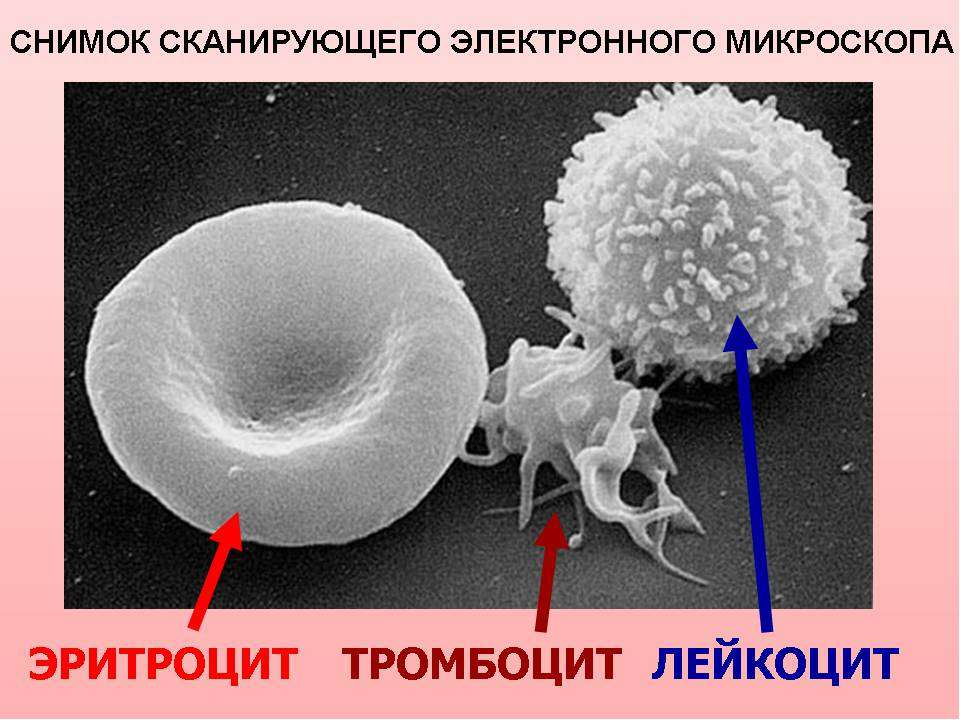 СНИМОК СКАНИРУЮЩЕГО ЭЛЕКТРОННОГО МИКРОСКОПА
ЭРИТРОЦИТ ТРОМБОЦИТ ЛЕЙКОЦИТ